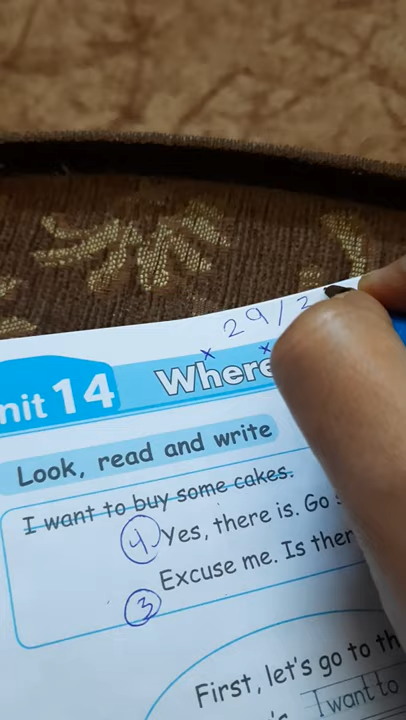 29/2
nit 14 Where
Look, read and write
I want to buy some cakes.
4 Yes, there is. Go
Excuse me. Is ther
3
First, let's go to th
I want to